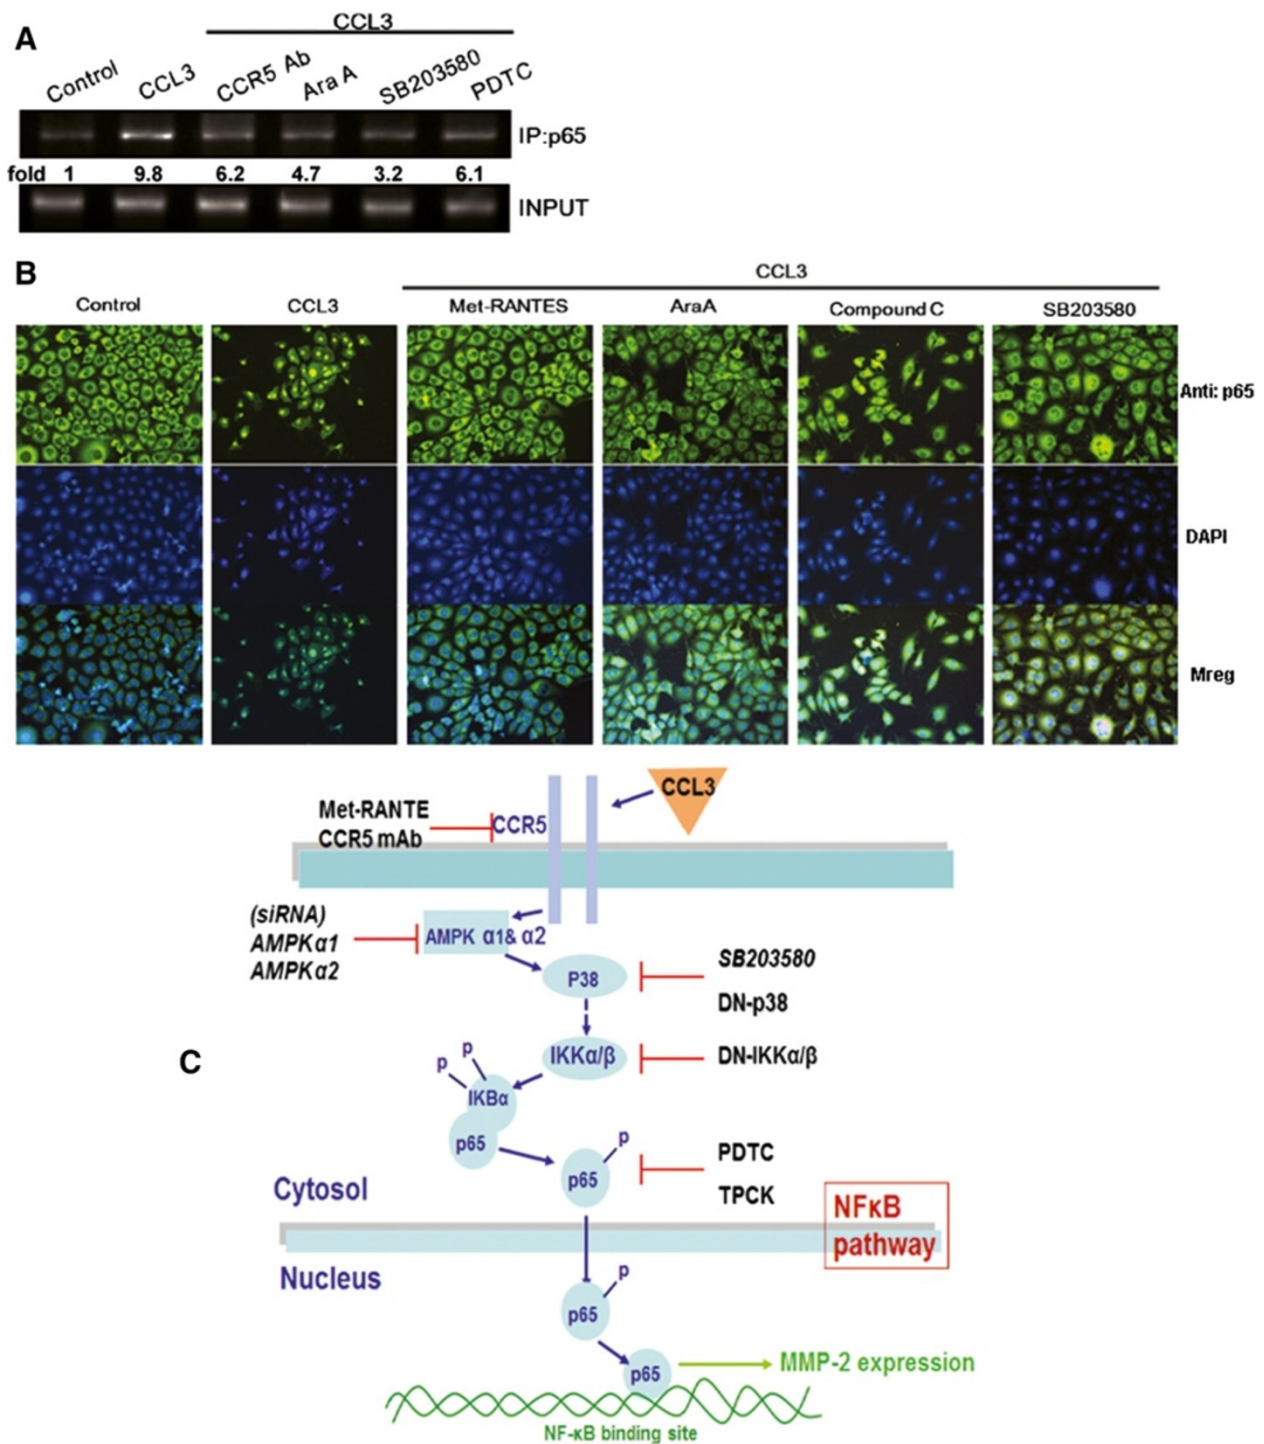 A
CCL3
Control
CCL3
CCR5 Ab
Ara A
SB203580
PDTC
IP:p65
fold 1 9.8 6.2 4.7 3.2 6.1
INPUT
B
CCL3
Control
CCL3
Met-RANTES
AraA
Compound C
SB203580
Anti: p65
DAPI
Mreg
CCL3
Met-RANTE
CCR5 mAb
CCR5
(siRNA)
AMPKα1
AMPKα2
AMPK α1& α2
P38
SB203580
DN-p38
C
IKKα/β
DN-IKKα/β
p
p
IKBα
p65
p
p65
PDTC
TPCK
Cytosol
NFκB
pathway
Nucleus
p
p65
p65
MMP-2 expression
NF-κB binding site